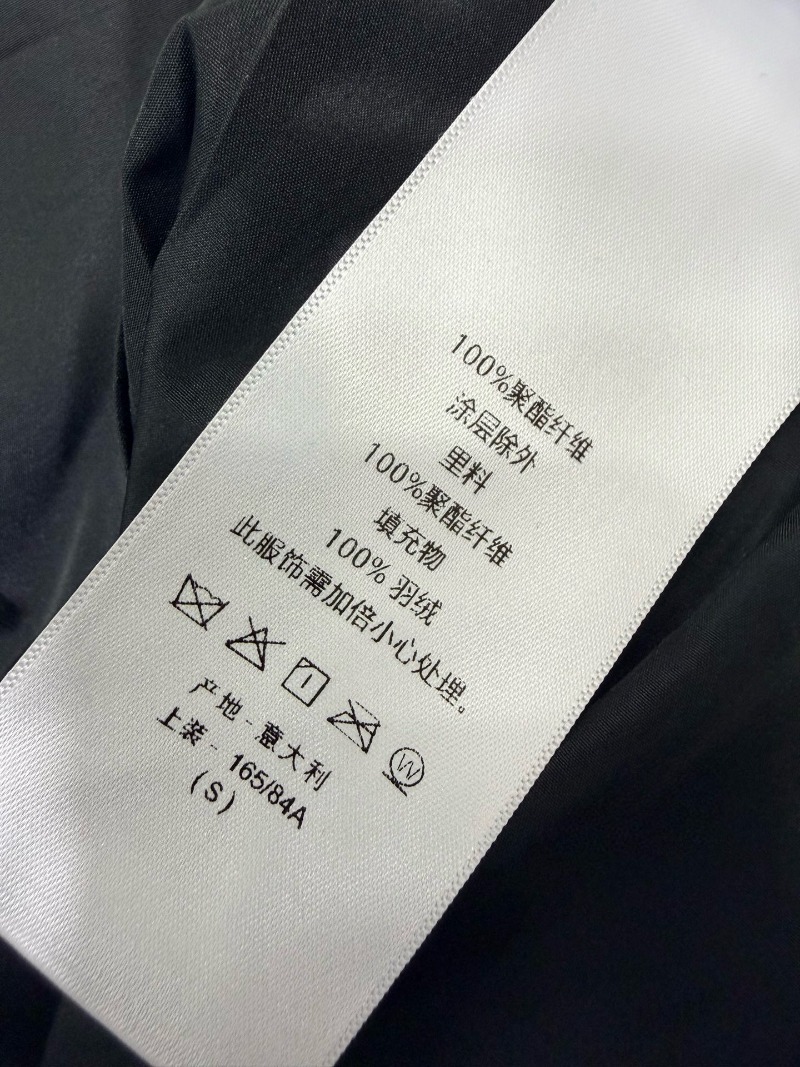 100%聚酯纤维
涂层除外
里料
100%聚酯纤维
填充物
100% 羽绒
此服饰需加倍小心处理。
W
产地 - 意大利
上装 - 165/84A
(S)